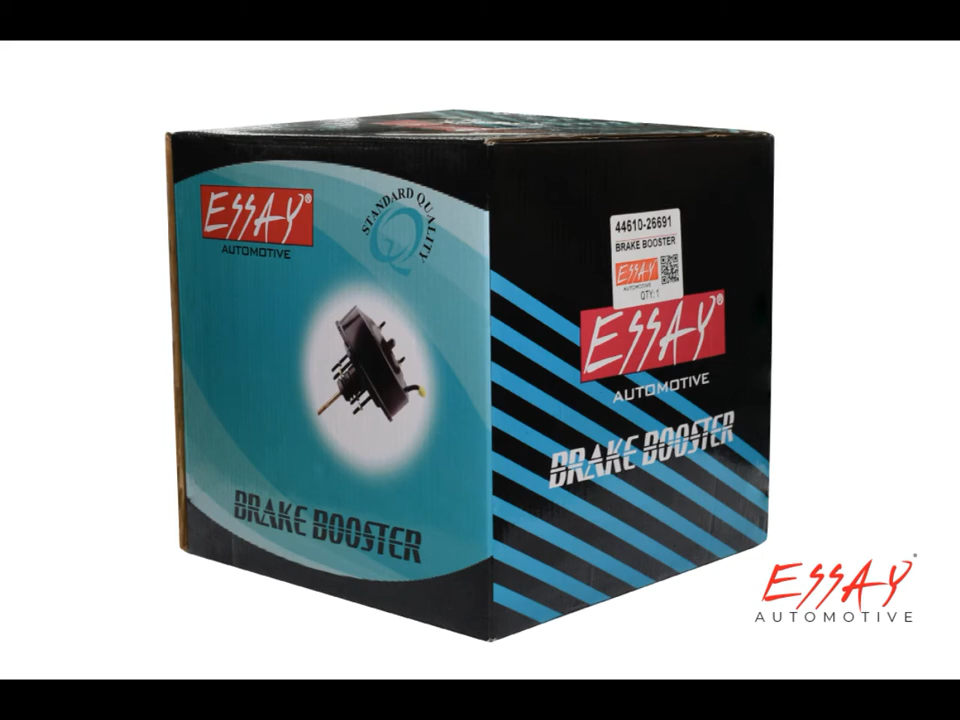 ESSAY®
AUTOMOTIVE
STANDARD QUALITY
Q
BRAKE BOOSTER
44610-26691
BRAKE BOOSTER
ESSAY
AUTOMOTIVE
QTY:1
ESSAY®
AUTOMOTIVE
BRAKE BOOSTER
ESSAY®
AUTOMOTIVE